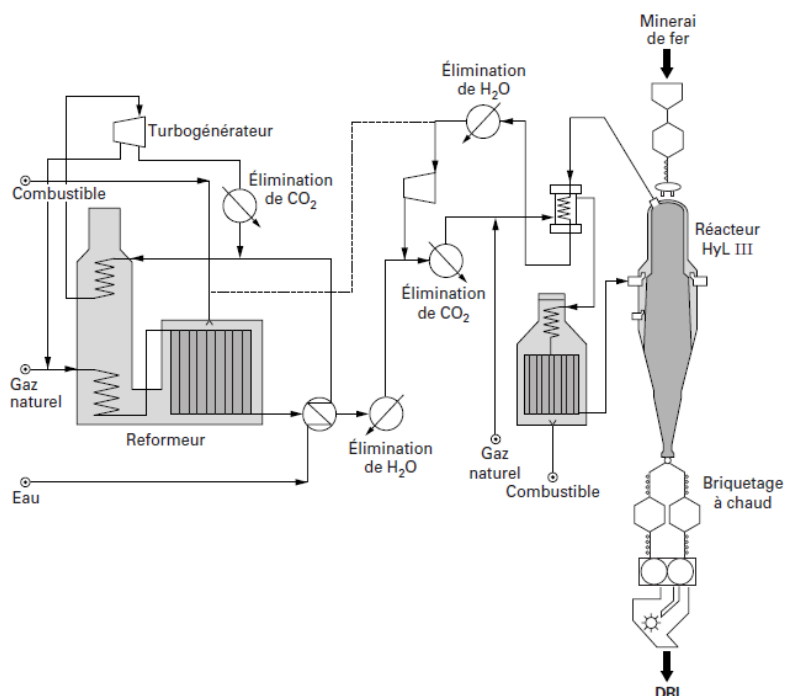 Minerai
de fer
Élimination
de H₂O
Turbogénérateur
Combustible
Élimination
de CO₂
Réacteur
HyL III
Élimination
de CO₂
Gaz
naturel
Reformeur
Élimination
de H₂O
Gaz
naturel
Combustible
Eau
Briquetage
à chaud
DRI